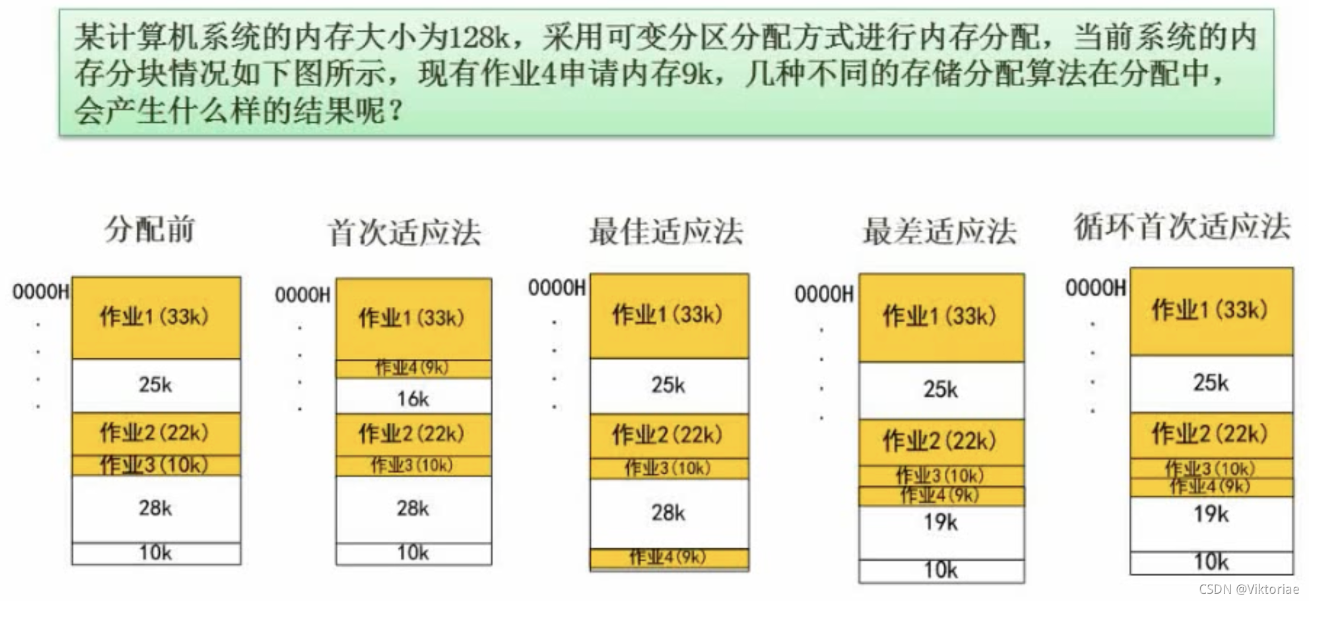 某计算机系统的内存大小为128k，采用可变分区分配方式进行内存分配，当前系统的内
存分块情况如下图所示，现有作业4申请内存9k，几种不同的存储分配算法在分配中，
会产生什么样的结果呢？
分配前
0000H
作业1(33k)
25k
作业2(22k)
作业3(10k)
28k
10k
首次适应法
0000H
作业1(33k)
作业4(9k)
16k
作业2(22k)
作业3(10k)
28k
10k
最佳适应法
0000H
作业1(33k)
25k
作业2(22k)
作业3(10k)
28k
作业4(9k)
最差适应法
0000H
作业1(33k)
25k
作业2(22k)
作业3(10k)
作业4(9k)
19k
10k
循环首次适应法
0000H
作业1(33k)
25k
作业2(22k)
作业3(10k)
作业4(9k)
19k
10k
CSDN @Viktoriae